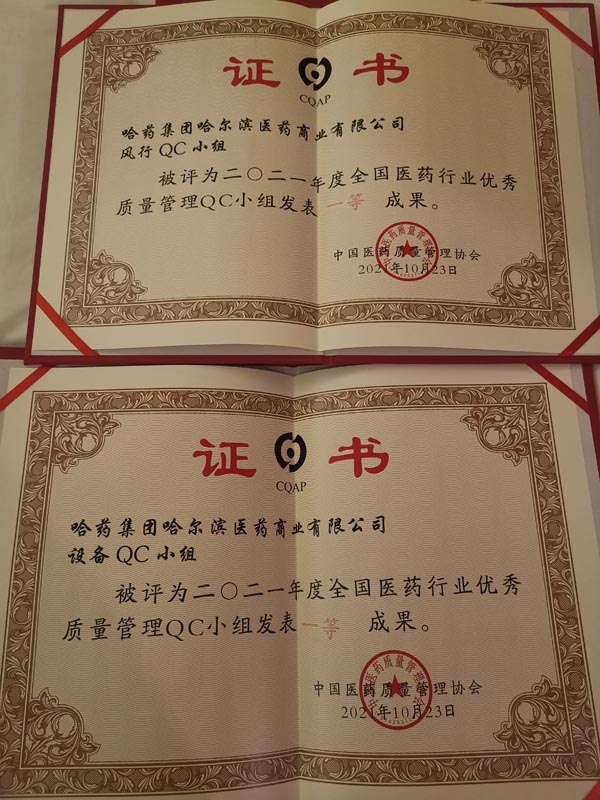 证 书
CQAP
哈药集团哈尔滨医药商业有限公司
风行 QC 小组
被评为二〇二一年度全国医药行业优秀
质量管理QC小组发表 一等 成果。
中国医药质量管理协会
2021年10月23日
证 书
CQAP
哈药集团哈尔滨医药商业有限公司
设备 QC 小组
被评为二〇二一年度全国医药行业优秀
质量管理QC小组发表 一等 成果。
中国医药质量管理协会
2021年10月23日